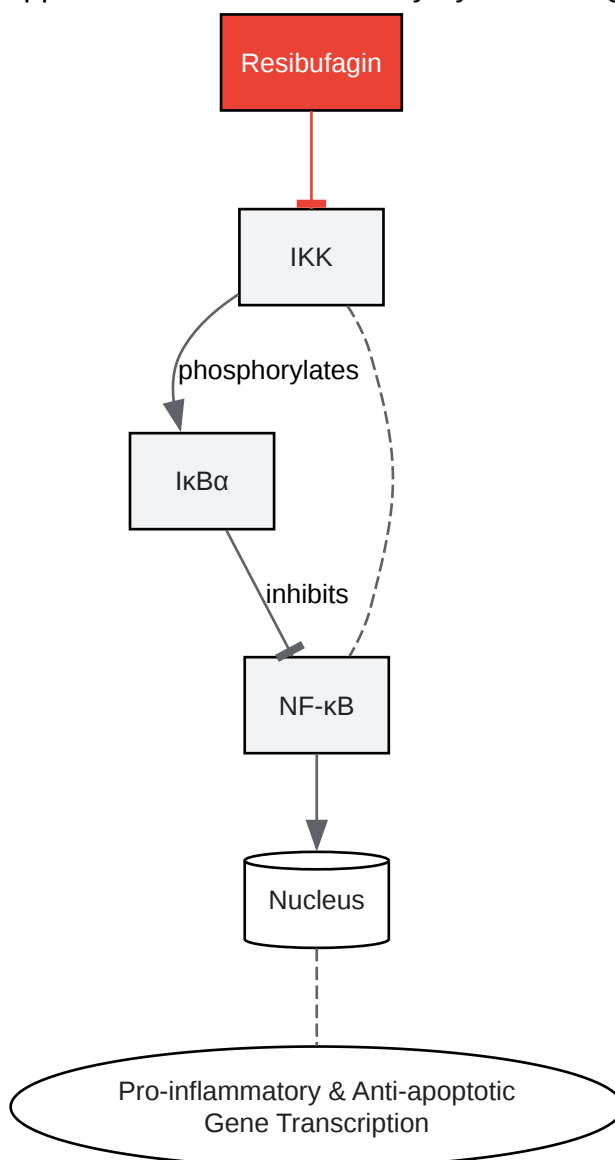 Resibufagin
IKK
phosphorylates
IκBα
inhibits
NF-κB
Nucleus
Pro-inflammatory & Anti-apoptotic
Gene Transcription